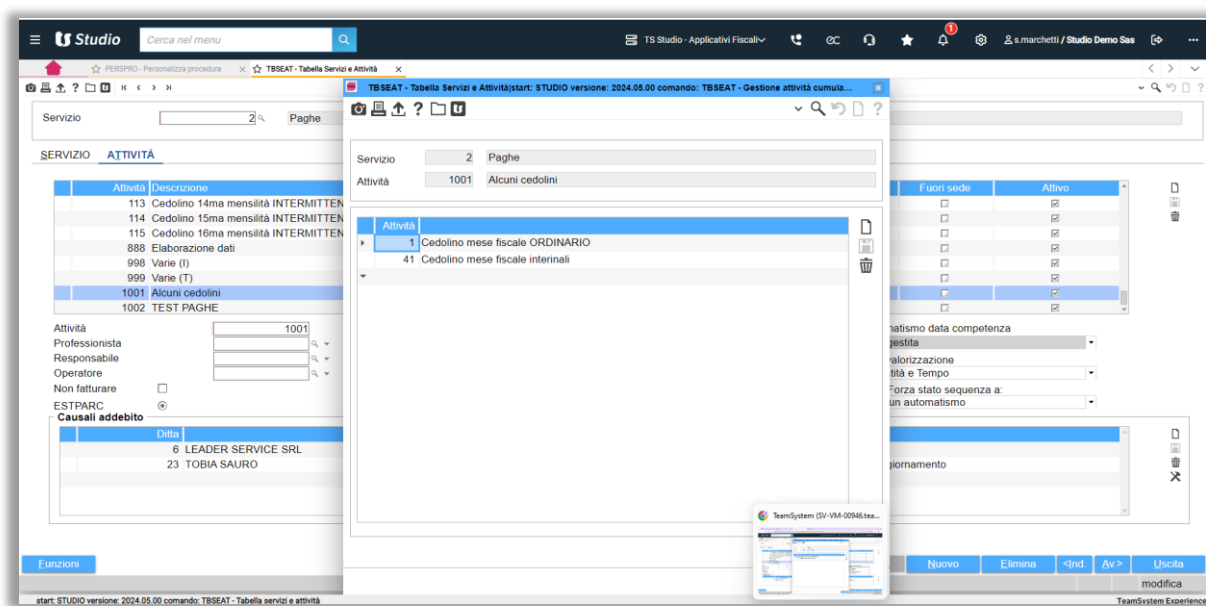 Studio
Cerca nel menu
TS Studio - Applicativi Fiscali
1
s.marchetti / Studio Demo Sas
PERSPRO - Personalizza procedura
TBSEAT - Tabella Servizi e Attività
TBSEAT - Tabella Servizi e Attività|start: STUDIO versione: 2024.05.00 comando: TBSEAT - Gestione attività cumula...
Servizio 2 Paghe
SERVIZIO ATTIVITÀ
Servizio 2 Paghe
Attività 1001 Alcuni cedolini
Attività
1 Cedolino mese fiscale ORDINARIO
41 Cedolino mese fiscale interinali
Attività Descrizione
Fuori sede Attivo
113 Cedolino 14ma mensilità INTERMITTEN
114 Cedolino 15ma mensilità INTERMITTEN
115 Cedolino 16ma mensilità INTERMITTEN
888 Elaborazione dati
998 Varie (I)
999 Varie (T)
1001 Alcuni cedolini
1002 TEST PAGHE
Attività 1001
Professionista
Responsabile
Operatore
Non fatturare
ESTPARC
natismo data competenza
gestita
valorizzazione
tità e Tempo
Forza stato sequenza a:
un automatismo
Causali addebito
Ditta
6 LEADER SERVICE SRL
23 TOBIA SAURO
giornamento
TeamSystem (SV-VM-00946.tea...
Funzioni
Nuovo Elimina <Ind. Av.> Uscita
modifica
start: STUDIO versione: 2024.05.00 comando: TBSEAT - Tabella servizi e attività
TeamSystem Experience